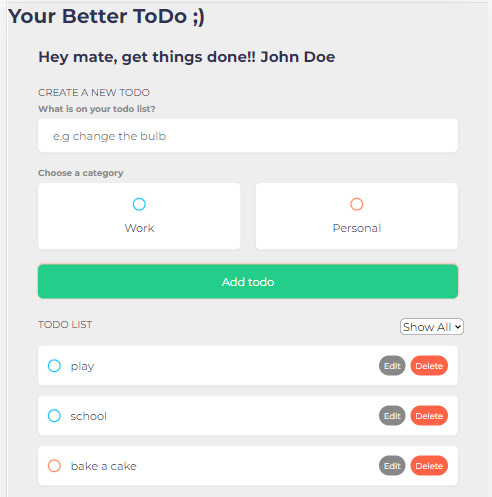 Your Better ToDo ;)
Hey mate, get things done!! John Doe
CREATE A NEW TODO
What is on your todo list?
e.g change the bulb
Choose a category
Work Personal
Add todo
TODO LIST Show All
play Edit Delete
school Edit Delete
bake a cake Edit Delete